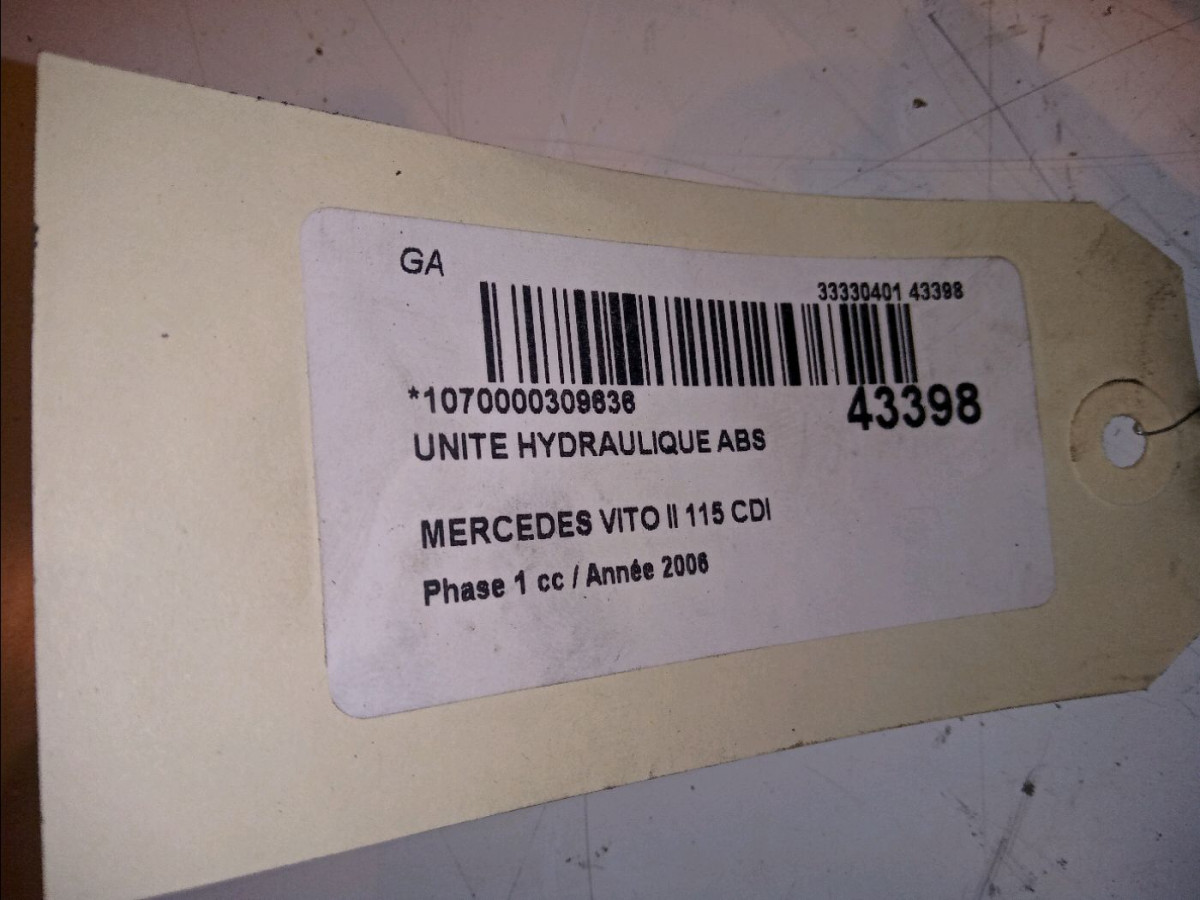 GA
33330401 43398
*1070000309636
43398
UNITE HYDRAULIQUE ABS
MERCEDES VITO II 115 CDI
Phase 1 cc / Année 2006